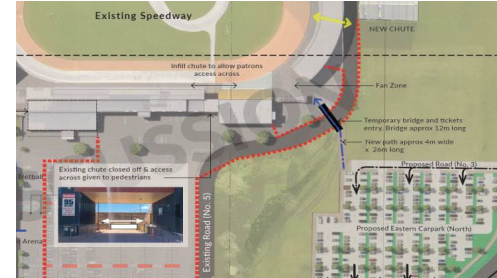 Existing Speedway
NEW CHUTE
Infill chute to allow patrons
access across
Fan Zone
Temporary bridge and tickets
entry. Bridge approx 12m long
New path approx 4m wide
x 26m long
Proposed Road (No. 3)
Existing chute closed off & access
across given to pedestrians
Netball
Arena
Existing Road (No. 5)
Proposed Eastern Carpark (North)